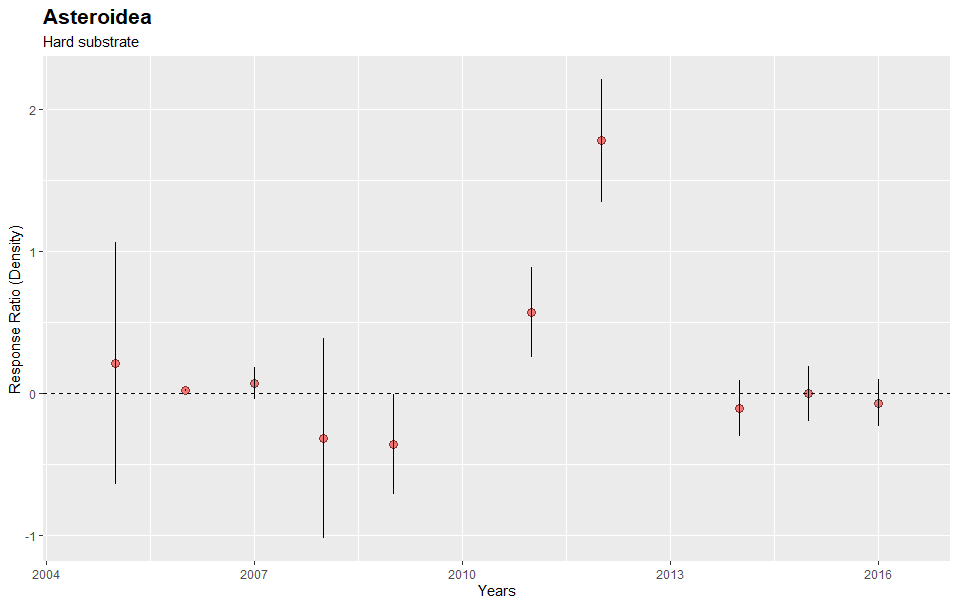 Asteroidea
Hard substrate
Response Ratio (Density)
2
1
0
-1
2004 2007 2010 2013 2016
Years